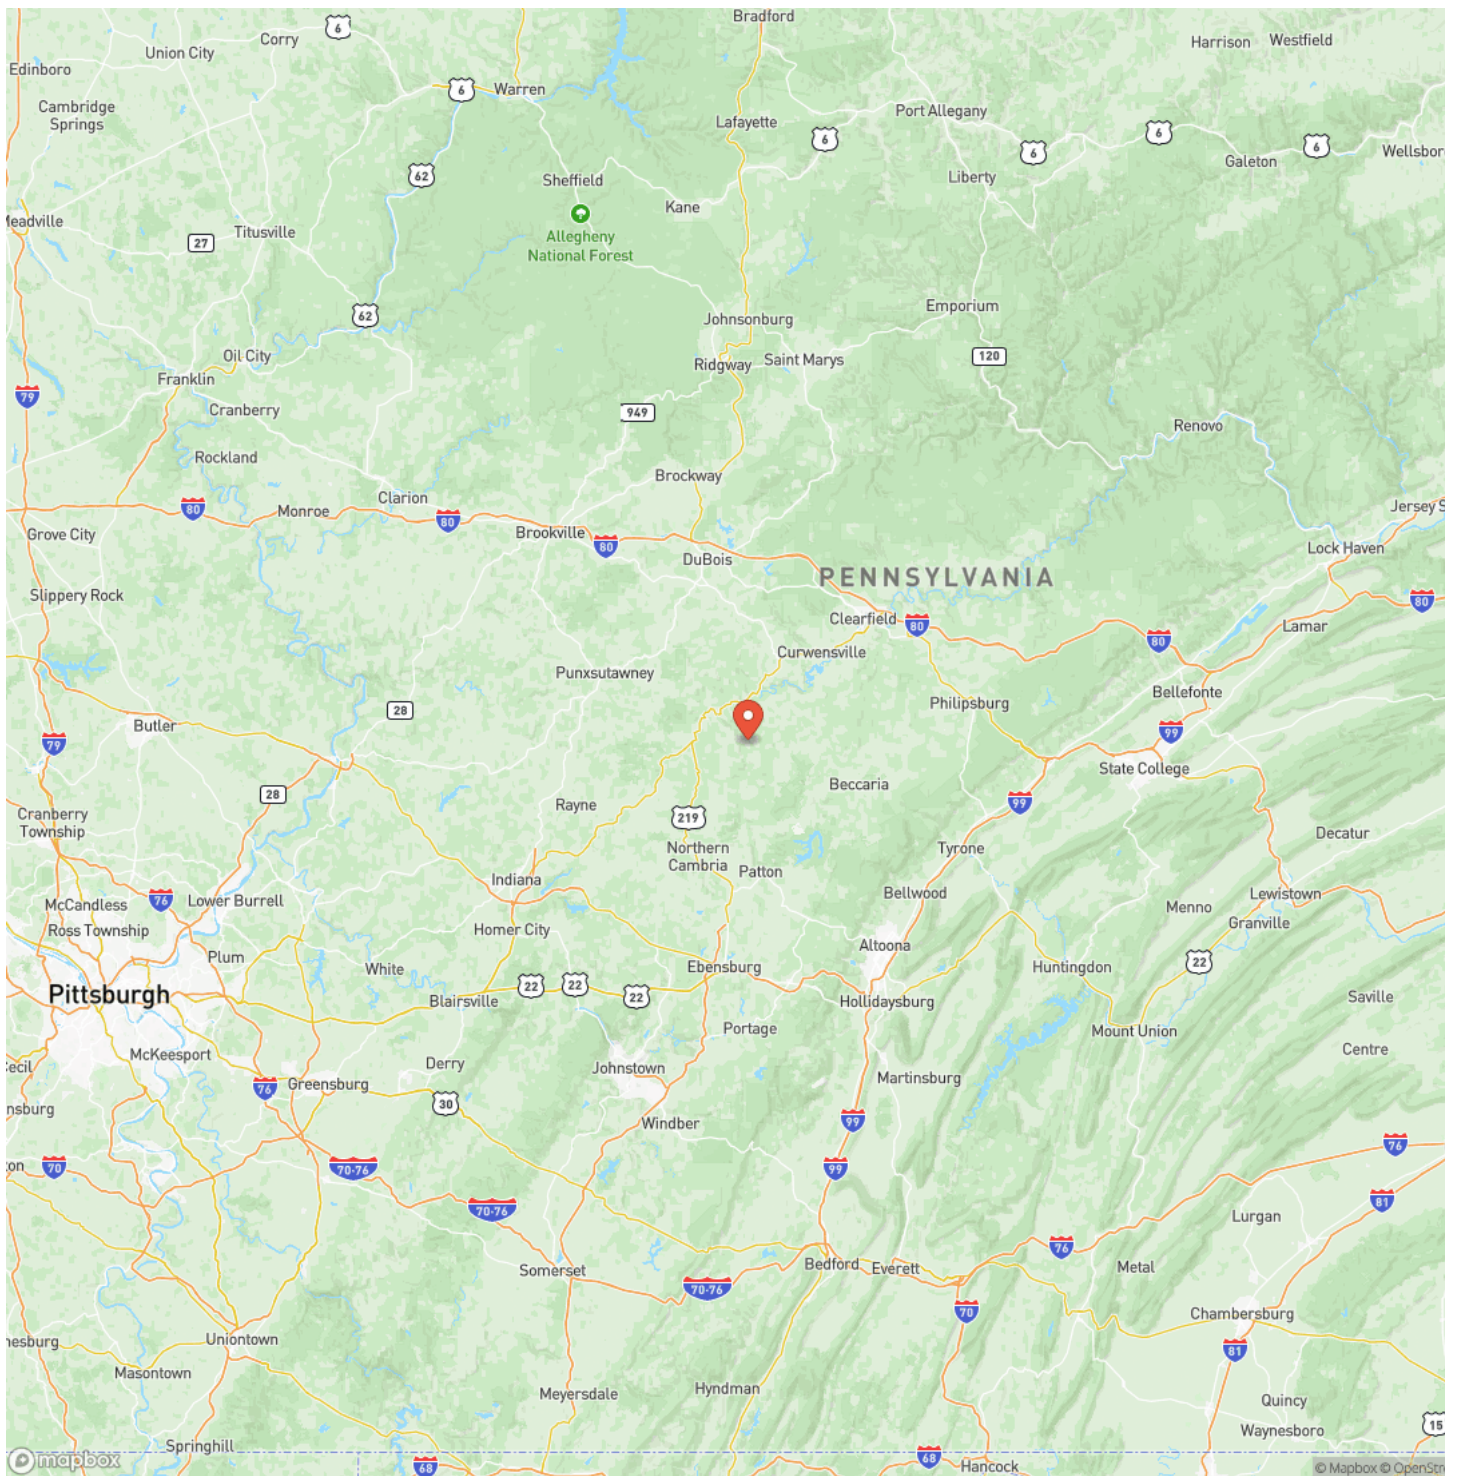 Bradford
6
Corry
Union City
Harrison
Westfield
Edinboro
6
Warren
Cambridge
Springs
Port Allegany
Lafayette
6
6
6
6
Wellsbor
Galeton
62
Sheffield
Liberty
Kane
Meadville
Titusville
27
Allegheny
National Forest
Emporium
62
Johnsonburg
Oil City
Ridgway
Saint Marys
120
Franklin
79
Cranberry
949
Renovo
Rockland
Brockway
Clarion
80
Monroe
80
Jersey S
Grove City
Brookville
80
DuBois
Lock Haven
PENNSYLVANIA
Slippery Rock
80
Clearfield
80
Lamar
80
Curwensville
Punxsutawney
Bellefonte
Philipsburg
28
Butler
99
79
State College
Beccaria
28
Rayne
99
Cranberry
Township
219
Decatur
Northern
Cambria
Tyrone
Patton
Indiana
Bellwood
Lewistown
76
Lower Burrell
McCandless
Menno
Ross Township
Homer City
Granville
Altoona
Plum
White
Ebensburg
Huntingdon
22
22
22
22
Pittsburgh
Blairsville
Hollidaysburg
Saville
Portage
Mount Union
McKeesport
Centre
Derry
Johnstown
ecil
Greensburg
Martinsburg
76
30
nsburg
Windber
99
76
ton
70
70-76
99
81
70-76
Lurgan
76
Somerset
Bedford
Everett
Metal
70-76
70
Chambersburg
nesburg
Uniontown
81
Masontown
Hyndman
Meyersdale
Quincy
15
Waynesboro
Springhill
mapbox
68
68
Hancock
© Mapbox © OpenStre